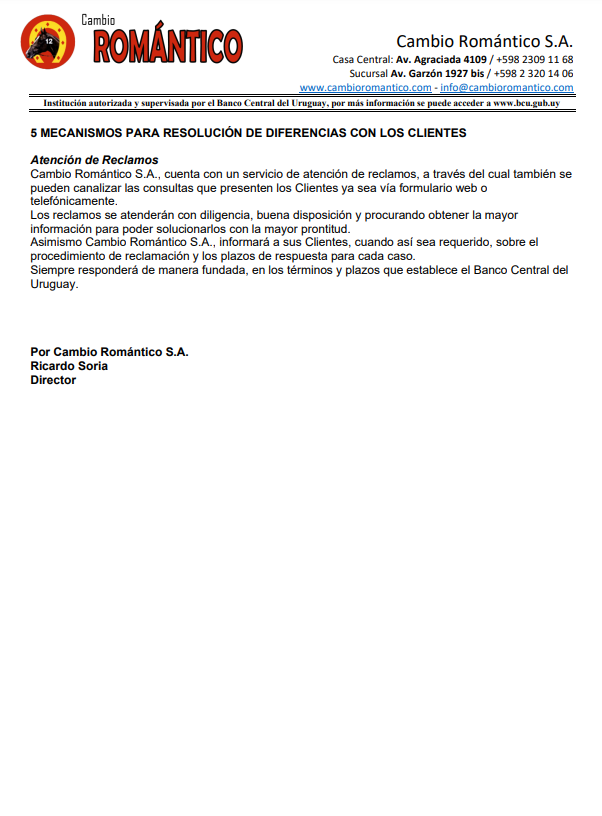 Cambio
ROMÁNTICO
12
Cambio Romántico S.A.
Casa Central: Av. Agraciada 4109 / +598 2309 11 68
Sucursal Av. Garzón 1927 bis / +598 2 320 14 06
www.cambioromantico.com - info@cambioromantico.com
Institución autorizada y supervisada por el Banco Central del Uruguay, por más información se puede acceder a www.bcu.gub.uy
5 MECANISMOS PARA RESOLUCIÓN DE DIFERENCIAS CON LOS CLIENTES
Atención de Reclamos
Cambio Romántico S.A., cuenta con un servicio de atención de reclamos, a través del cual también se
pueden canalizar las consultas que presenten los Clientes ya sea vía formulario web o
telefónicamente.
Los reclamos se atenderán con diligencia, buena disposición y procurando obtener la mayor
información para poder solucionarlos con la mayor prontitud.
Asimismo Cambio Romántico S.A., informará a sus Clientes, cuando así sea requerido, sobre el
procedimiento de reclamación y los plazos de respuesta para cada caso.
Siempre responderá de manera fundada, en los términos y plazos que establece el Banco Central del
Uruguay.
Por Cambio Romántico S.A.
Ricardo Soria
Director